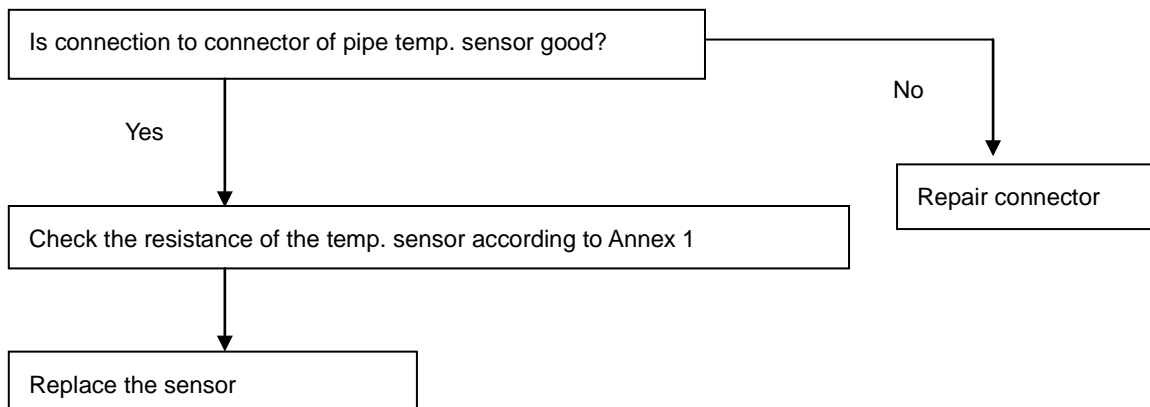 Is connection to connector of pipe temp. sensor good?
No
Yes
Repair connector
Check the resistance of the temp. sensor according to Annex 1
Replace the sensor